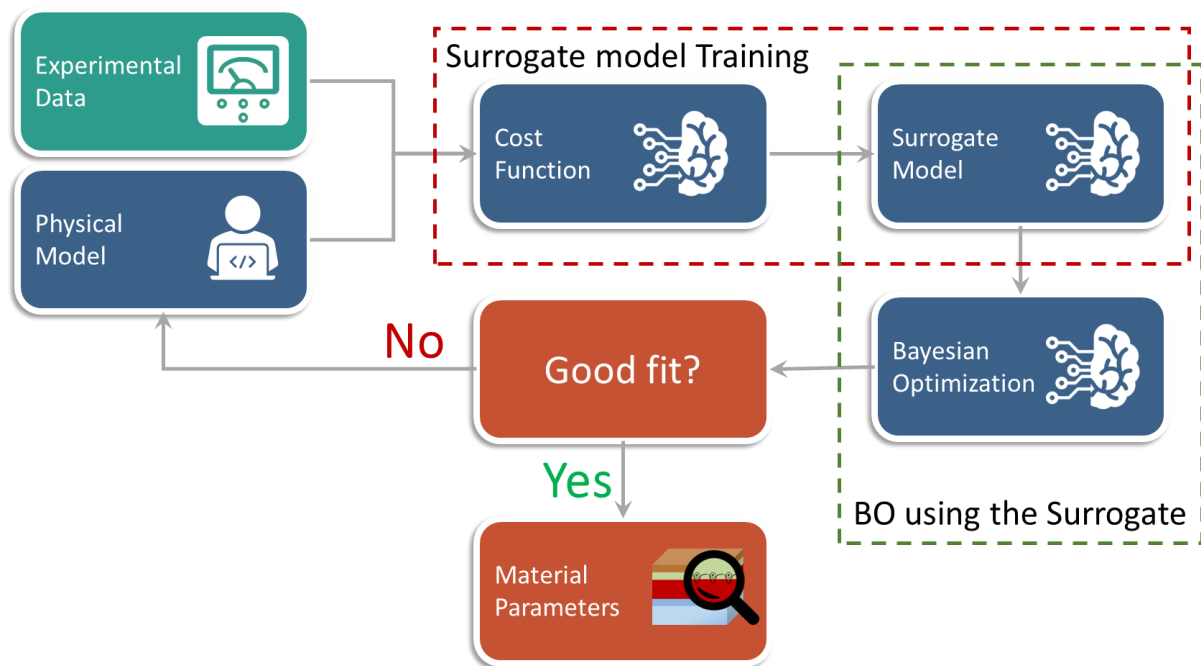 Experimental
Data
Surrogate model Training
Cost
Function
Surrogate
Model
Physical
Model
</>
No
Good fit?
Bayesian
Optimization
Yes
BO using the Surrogate
Material
Parameters